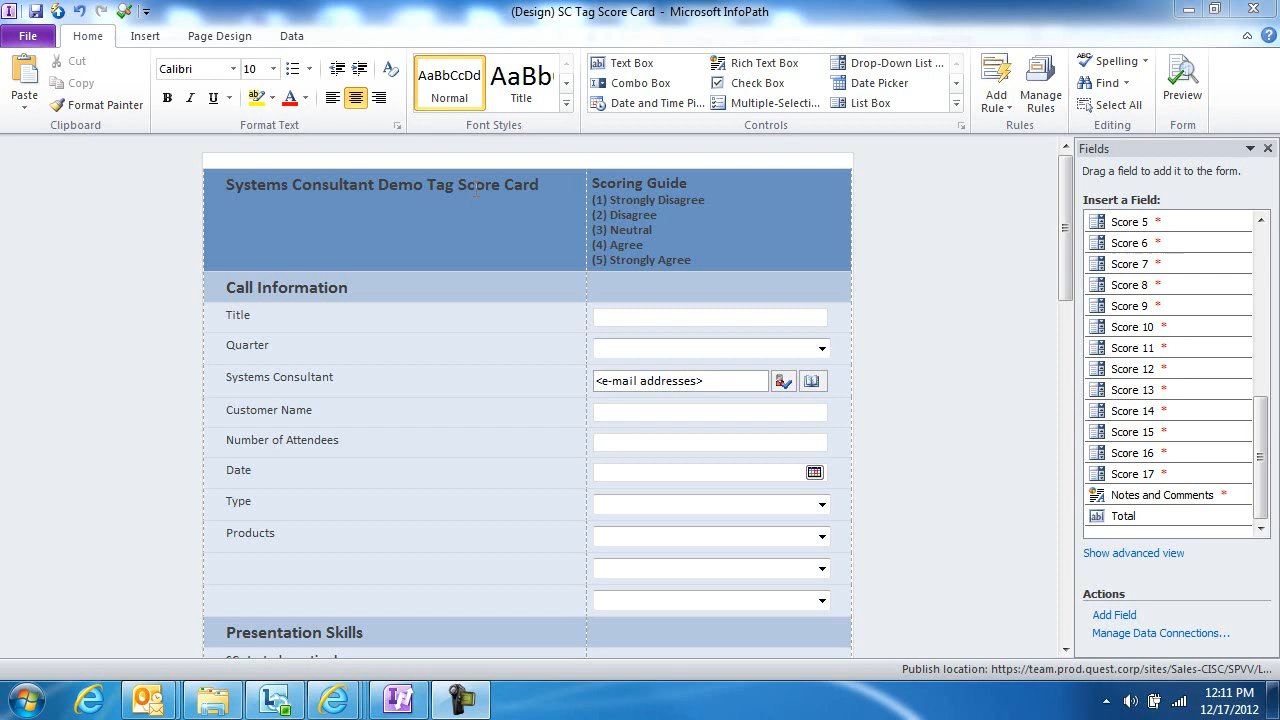 (Design) SC Tag Score Card - Microsoft InfoPath
File Home Insert Page Design Data
Paste
Cut
Copy
Format Painter
Clipboard
Calibri 10
B I U
Format Text
AaBbCcDd
Normal
AaBb
Title
Font Styles
Text Box Rich Text Box Drop-Down List ...
Combo Box Check Box Date Picker
Date and Time Pi... Multiple-Selecti... List Box
Controls
Add Rule
Manage Rules
Rules
Spelling
Find
Select All
Editing
Preview
Form
Systems Consultant Demo Tag Score Card
Scoring Guide
(1) Strongly Disagree
(2) Disagree
(3) Neutral
(4) Agree
(5) Strongly Agree
Call Information
Title
Quarter
Systems Consultant <e-mail addresses>
Customer Name
Number of Attendees
Date
Type
Products
Presentation Skills
Fields
Drag a field to add it to the form.
Insert a Field:
Score 5 *
Score 6 *
Score 7 *
Score 8 *
Score 9 *
Score 10 *
Score 11 *
Score 12 *
Score 13 *
Score 14 *
Score 15 *
Score 16 *
Score 17 *
Notes and Comments *
Total
Show advanced view
Actions
Add Field
Manage Data Connections...
Publish location: https://team.prod.quest.corp/sites/Sales-CISC/SPVV/L...
12:11 PM
12/17/2012